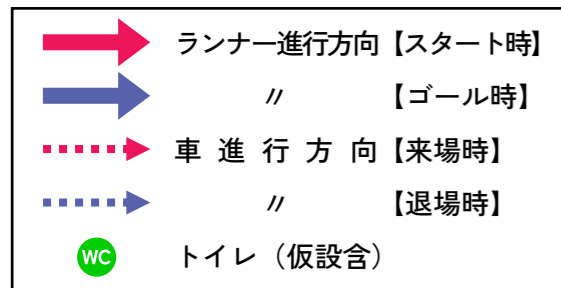 ランナー進行方向【スタート時】
〃 【ゴール時】
車進行方向【来場時】
〃 【退場時】
WC トイレ（仮設含）